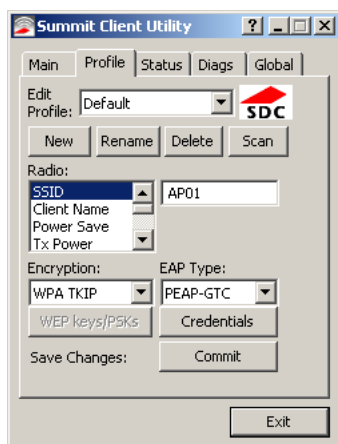 Summit Client Utility
Main Profile Status Diags Global
Edit
Profile: Default
SDC
New Rename Delete Scan
Radio:
SSID AP01
Client Name
Power Save
Tx Power
Encryption: EAP Type:
WPA TKIP PEAP-GTC
WEP keys/PSKs Credentials
Save Changes: Commit
Exit